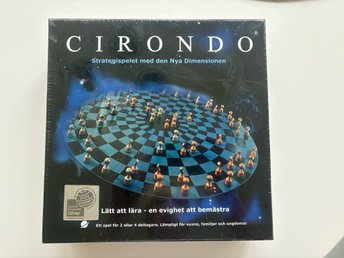 CIRONDO®
Strategispelet med den Nya Dimensionen
Lätt att lära - en evighet att bemästra
Ett spel för 2 eller 4 deltagare. Lämpligt för vuxna, familjer och ungdomar
Silver